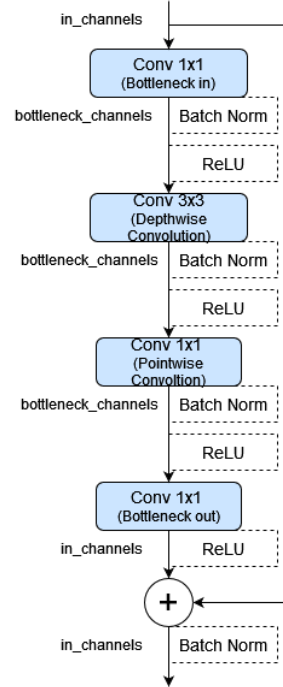 in_channels
Conv 1x1
(Bottleneck in)
bottleneck_channels
Batch Norm
ReLU
Conv 3x3
(Depthwise
Convolution)
bottleneck_channels
Batch Norm
ReLU
Conv 1x1
(Pointwise
Convoltion)
bottleneck_channels
Batch Norm
ReLU
Conv 1x1
(Bottleneck out)
in_channels
ReLU
+
in_channels
Batch Norm